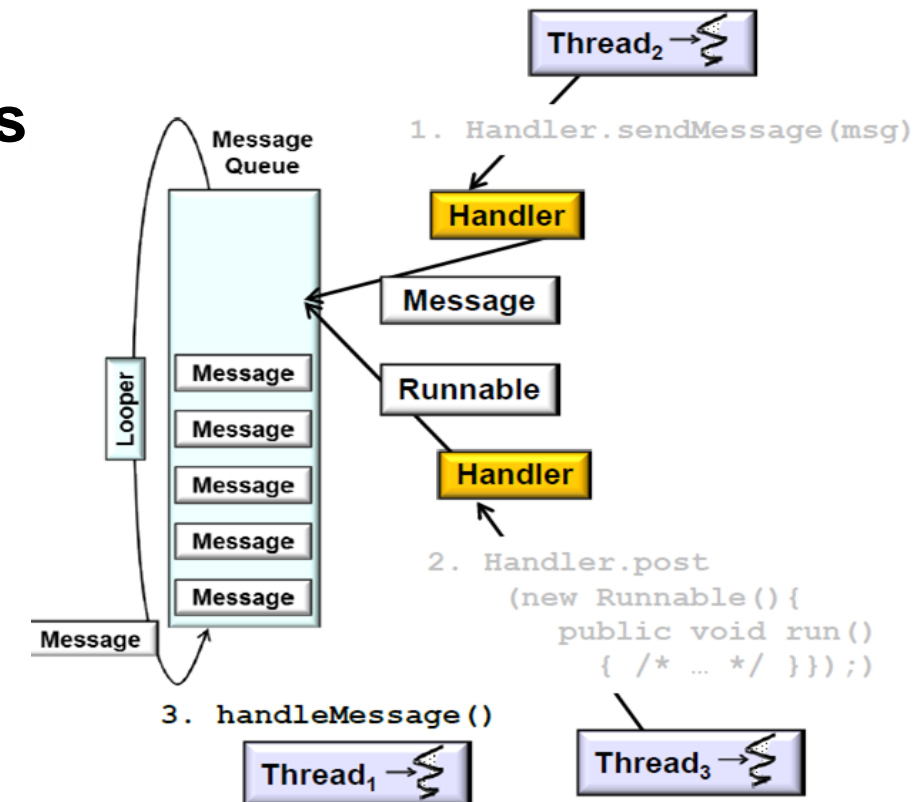 s
Thread2
1. Handler.sendMessage(msg)
Message
Queue
Handler
Message
Looper
Message
Runnable
Message
Handler
Message
Message
2. Handler.post
(new Runnable(){
public void run()
{ /* … */ }});)
Message
Message
3. handleMessage()
Thread1
Thread3